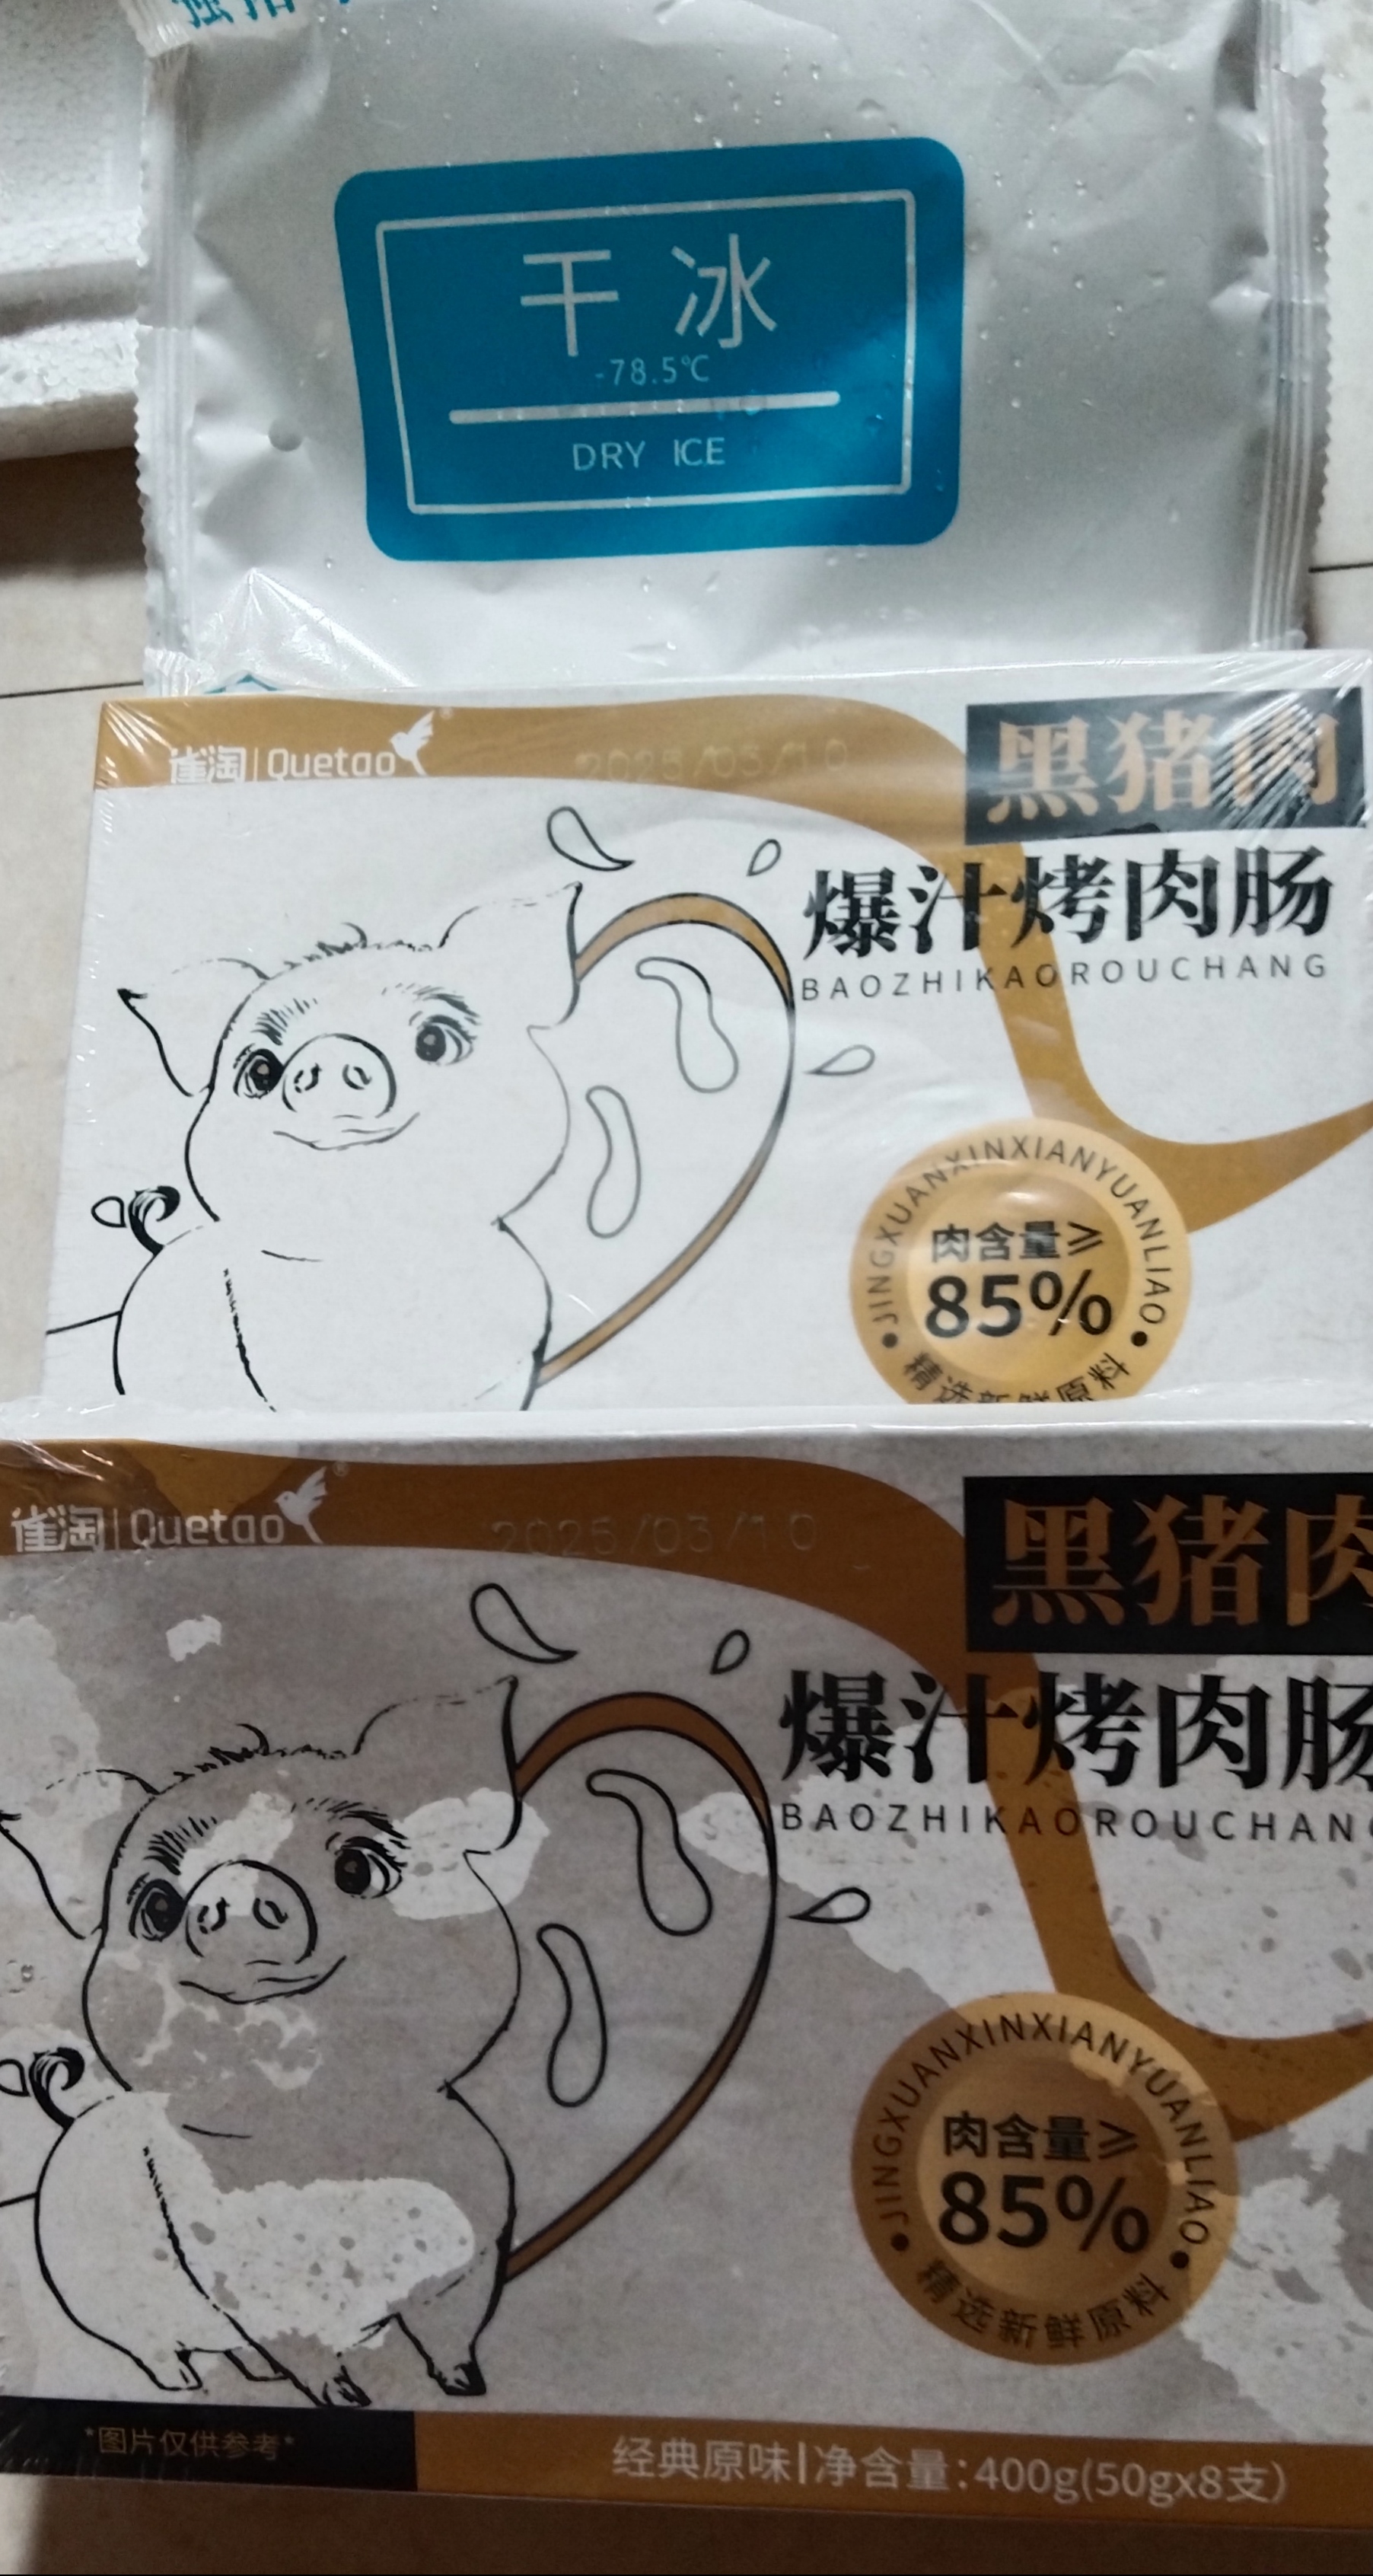 干冰
-78.5℃
DRY ICE
雀淘 | Quetao®
2025/03/10
黑猪肉
爆汁烤肉肠
BAOZHIKAOROUCHANG
JINGXUANXINXIANYUANLIAO
肉含量≥
85%
精选新鲜原料
雀淘 | Quetao®
2025/03/10
黑猪肉
爆汁烤肉肠
BAOZHIKAOROUCHANG
JINGXUANXINXIANYUANLIAO
肉含量≥
85%
精选新鲜原料
*图片仅供参考*
经典原味|净含量:400g(50gx8支)